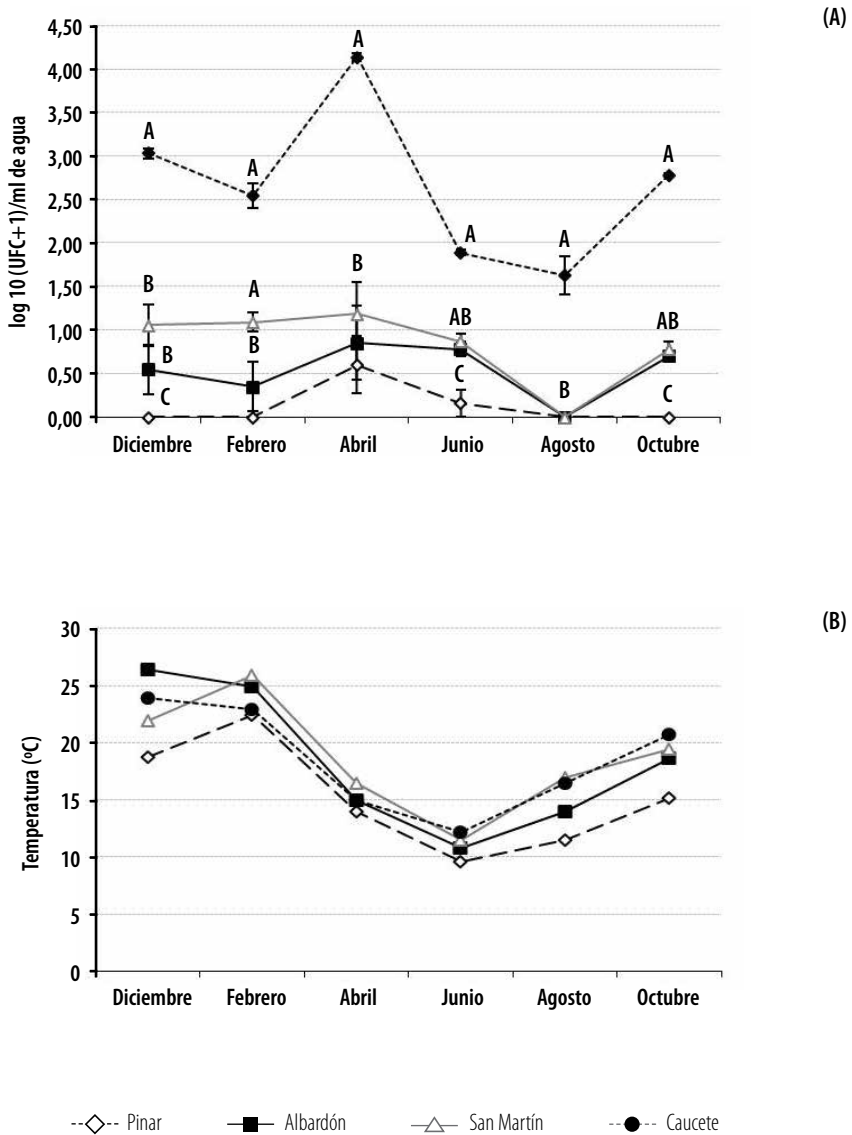 (A)
log 10 (UFC+1)/ml de agua
4,50
4,00
3,50
3,00
2,50
2,00
1,50
1,00
0,50
0,00
A
A
A
A
A
A
B
A
B
AB
AB
B
B
C
C
B
C
Diciembre Febrero Abril Junio Agosto Octubre
(B)
Temperatura (ºC)
30
25
20
15
10
5
0
Diciembre Febrero Abril Junio Agosto Octubre
Pinar Albardón San Martín Caucete